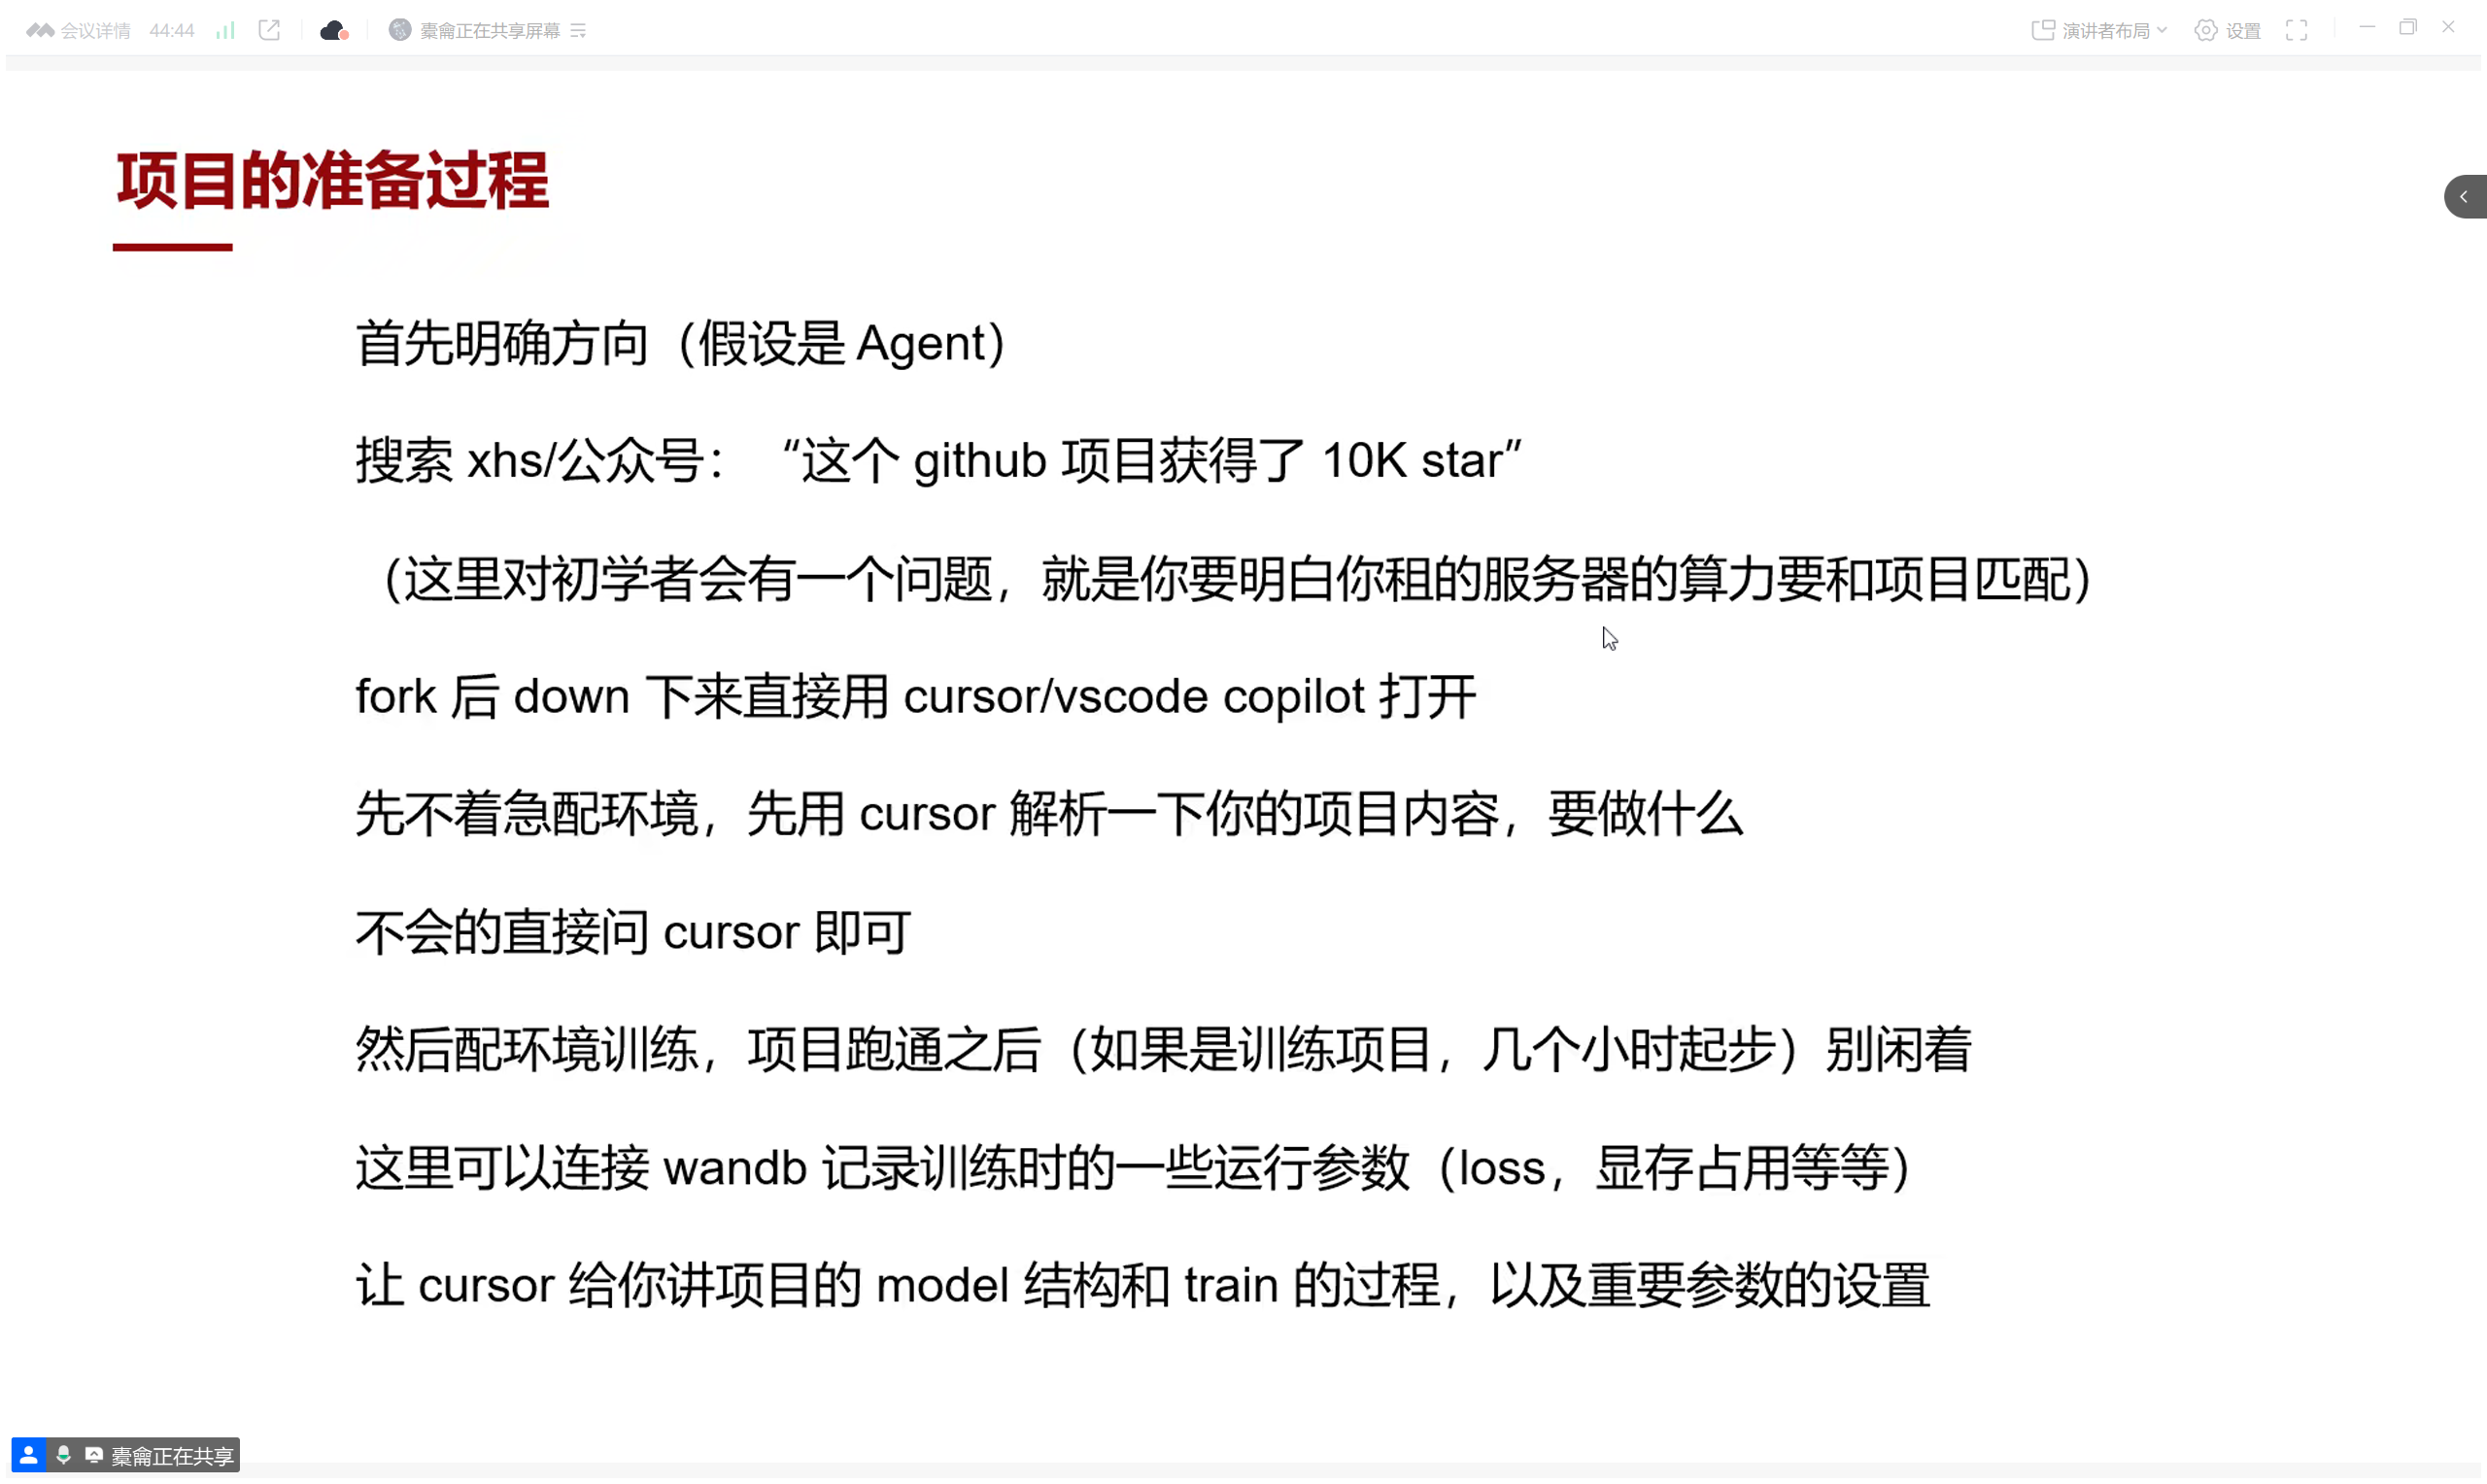 会议详情 44:44 橐龠正在共享屏幕 演讲者布局 设置
项目的准备过程
首先明确方向（假设是 Agent）
搜索 xhs/公众号： “这个 github 项目获得了 10K star”
（这里对初学者会有一个问题，就是你要明白你租的服务器的算力要和项目匹配）
fork 后 down 下来直接用 cursor/vscode copilot 打开
先不着急配环境，先用 cursor 解析一下你的项目内容，要做什么
不会的直接问 cursor 即可
然后配环境训练，项目跑通之后（如果是训练项目，几个小时起步）别闲着
这里可以连接 wandb 记录训练时的一些运行参数（loss，显存占用等等）
让 cursor 给你讲项目的 model 结构和 train 的过程，以及重要参数的设置
橐龠正在共享